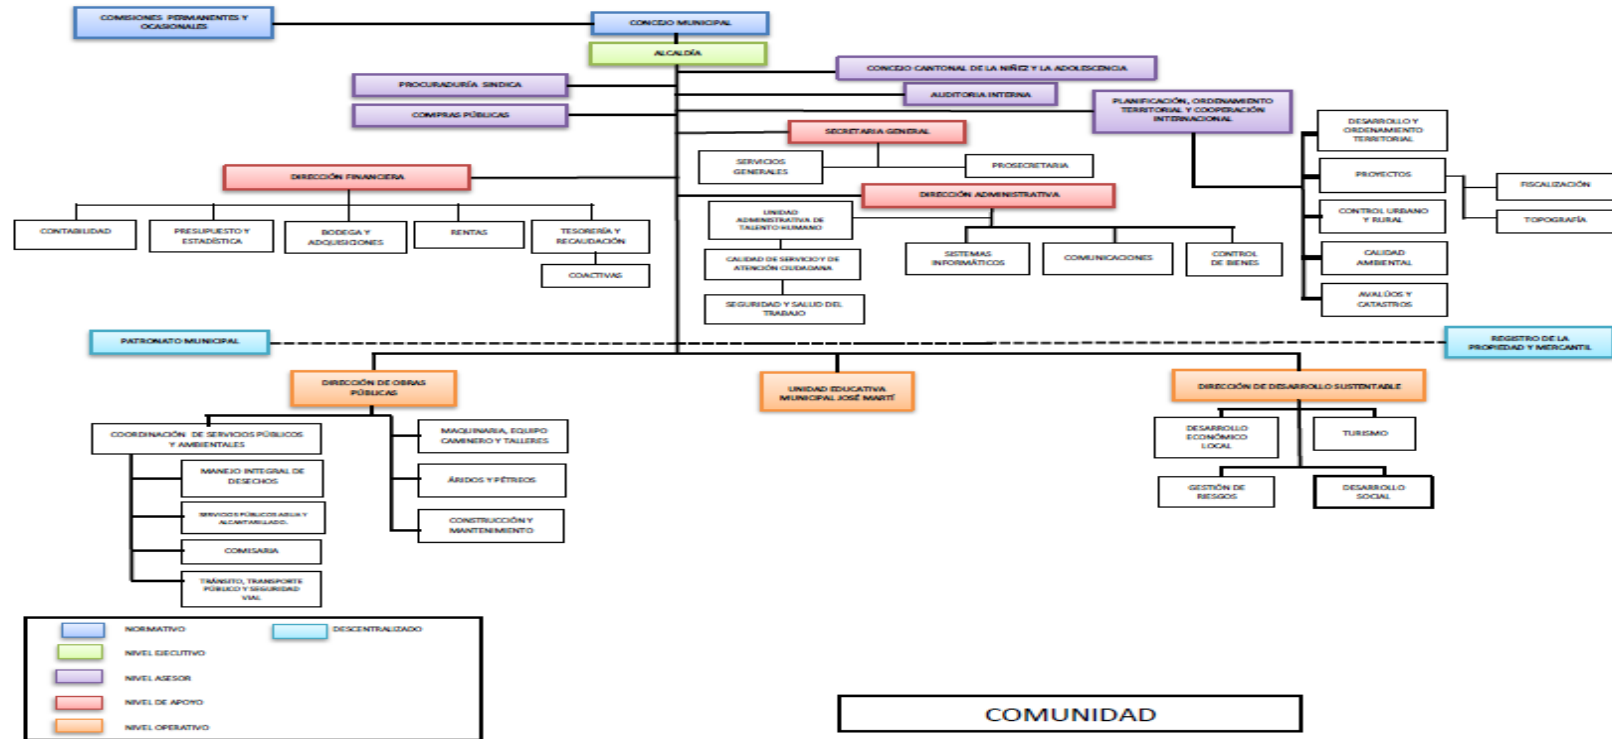 COMISIONES PERMANENTES Y
OCASIONALES
CONCEJO MUNICIPAL
ALCALDÍA
CONCEJO CANTONAL DE LA NIÑEZ Y LA ADOLESCENCIA
PROCURADURÍA SINDICA
AUDITORIA INTERNA
COMPRAS PÚBLICAS
PLANIFICACIÓN, ORDENAMIENTO
TERRITORIAL Y COOPERACIÓN
INTERNACIONAL
SECRETARIA GENERAL
SERVICIOS
GENERALES
PROSECRETARIA
DESARROLLO Y
ORDENAMIENTO
TERRITORIAL
PROYECTOS
FISCALIZACIÓN
TOPOGRAFÍA
CONTROL URBANO
Y RURAL
CALIDAD
AMBIENTAL
AVALÚOS Y
CATASTROS
DIRECCIÓN FINANCIERA
CONTABILIDAD
PRESUPUESTO Y
ESTADÍSTICA
BODEGA Y
ADQUISICIONES
RENTAS
TESORERÍA Y
RECAUDACIÓN
COACTIVAS
DIRECCIÓN ADMINISTRATIVA
UNIDAD
ADMINISTRATIVA DE
TALENTO HUMANO
CALIDAD DE SERVICIO Y DE
ATENCIÓN CIUDADANA
SEGURIDAD Y SALUD DEL
TRABAJO
SISTEMAS
INFORMÁTICOS
COMUNICACIONES
CONTROL
DE BIENES
PATRONATO MUNICIPAL
REGISTRO DE LA
PROPIEDAD Y MERCANTIL
DIRECCIÓN DE OBRAS
PÚBLICAS
UNIDAD EDUCATIVA
MUNICIPAL JOSÉ MARTÍ
DIRECCIÓN DE DESARROLLO SUSTENTABLE
COORDINACIÓN DE SERVICIOS PÚBLICOS
Y AMBIENTALES
MANEJO INTEGRAL DE
DESECHOS
SERVICIOS PÚBLICOS AGUA Y
ALCANTARILLADO.
COMISARIA
TRÁNSITO, TRANSPORTE
PÚBLICO Y SEGURIDAD
VIAL
MAQUINARIA, EQUIPO
CAMINERO Y TALLERES
ÁRIDOS Y PÉTREOS
CONSTRUCCIÓN Y
MANTENIMIENTO
DESARROLLO
ECONÓMICO
LOCAL
TURISMO
GESTIÓN DE
RIESGOS
DESARROLLO
SOCIAL
NORMATIVO
DESCENTRALIZADO
NIVEL EJECUTIVO
NIVEL ASESOR
NIVEL DE APOYO
NIVEL OPERATIVO
COMUNIDAD